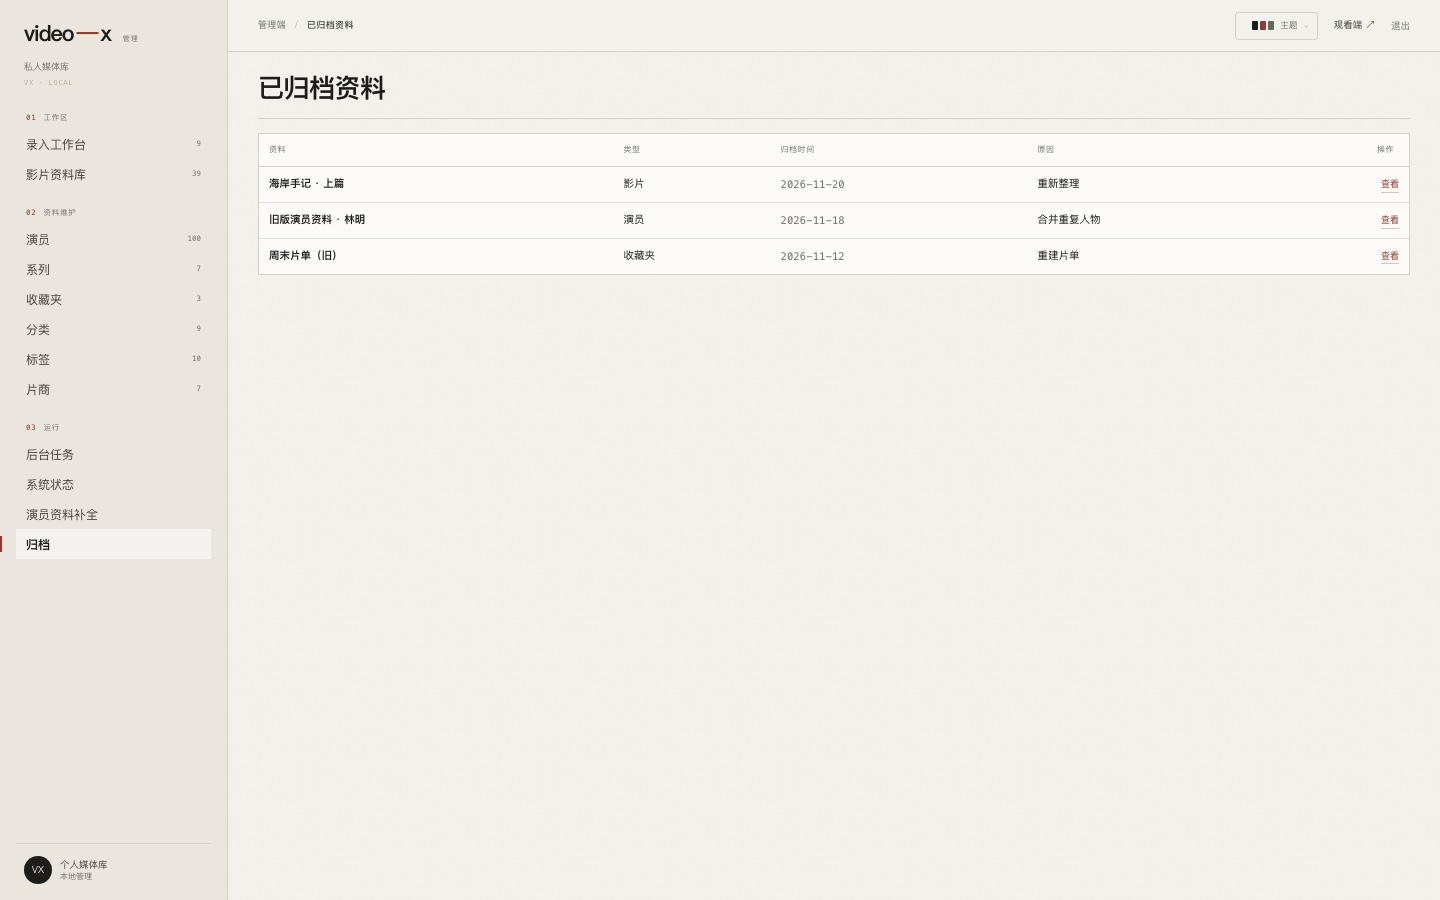 video—x 管理
私人媒体库
VX · LOCAL
01 工作区
录入工作台 9
影片资料库 39
02 资料维护
演员 100
系列 7
收藏夹 3
分类 9
标签 10
片商 7
03 运行
后台任务
系统状态
演员资料补全
归档
VX
个人媒体库
本地管理
管理端 / 已归档资料
主题
观看端 ↗
退出
已归档资料
资料 类型 归档时间 原因 操作
海岸手记 · 上篇 影片 2026-11-20 重新整理 查看
旧版演员资料 · 林明 演员 2026-11-18 合并重复人物 查看
周末片单（旧） 收藏夹 2026-11-12 重建片单 查看